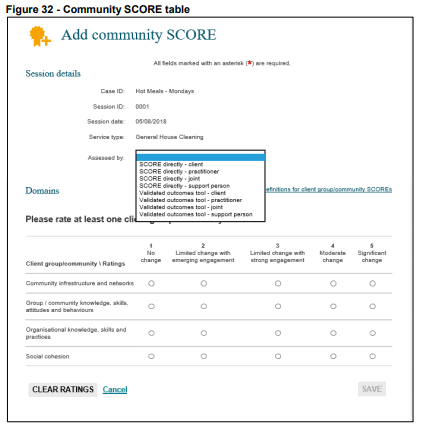 Figure 32 - Community SCORE table
Add community SCORE
All fields marked with an asterisk (*) are required.
Session details
Case ID: Hot Meals - Mondays
Session ID: 0001
Session date: 05/08/2018
Service type: General House Cleaning
Assessed by:
SCORE directly - client
SCORE directly - practitioner
SCORE directly - joint
SCORE directly - support person
Validated outcomes tool - client
Validated outcomes tool - practitioner
Validated outcomes tool - joint
Validated outcomes tool - support person
Domains
efinitions for client group/community SCOREs
Please rate at least one cli
Client group/community \ Ratings
1 No change
2 Limited change with emerging engagement
3 Limited change with strong engagement
4 Moderate change
5 Significant change
Community infrastructure and networks
Group / community knowledge, skills,
attitudes and behaviours
Organisational knowledge, skills and
practices
Social cohesion
CLEAR RATINGS Cancel SAVE